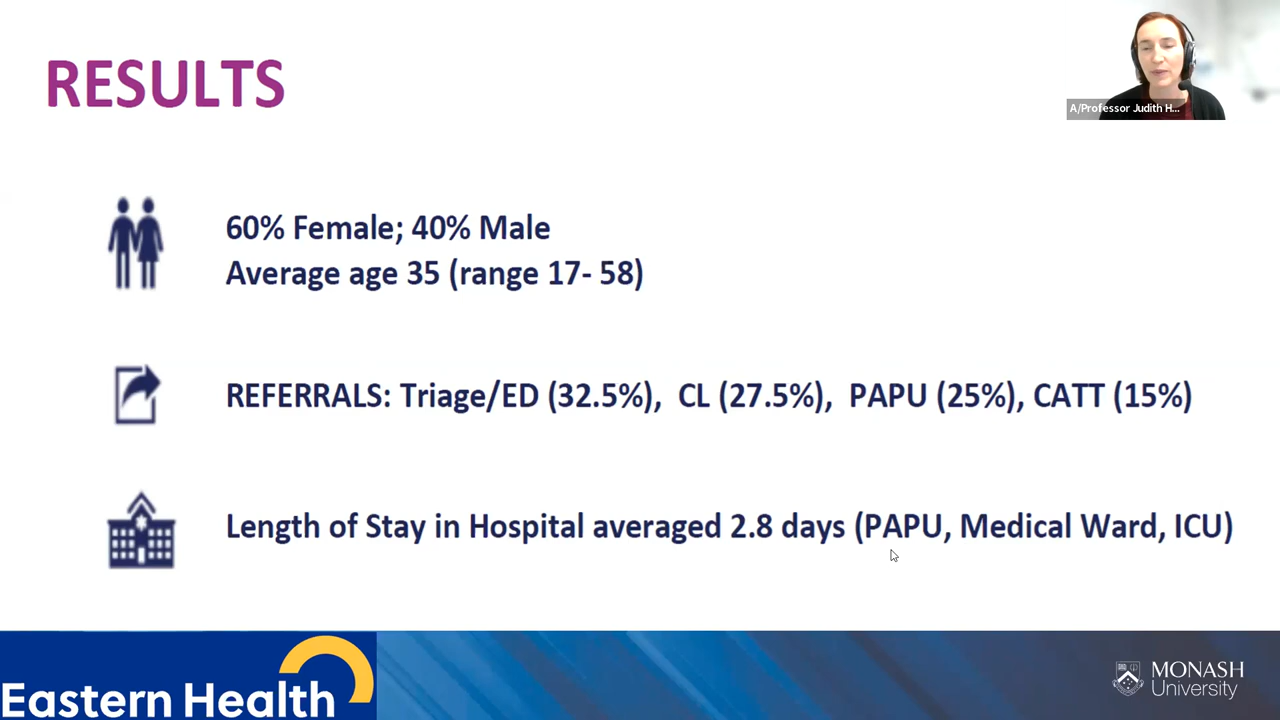 RESULTS
A/Professor Judith H...
60% Female; 40% Male
Average age 35 (range 17- 58)
REFERRALS: Triage/ED (32.5%), CL (27.5%), PAPU (25%), CATT (15%)
Length of Stay in Hospital averaged 2.8 days (PAPU, Medical Ward, ICU)
Eastern Health
MONASH
University